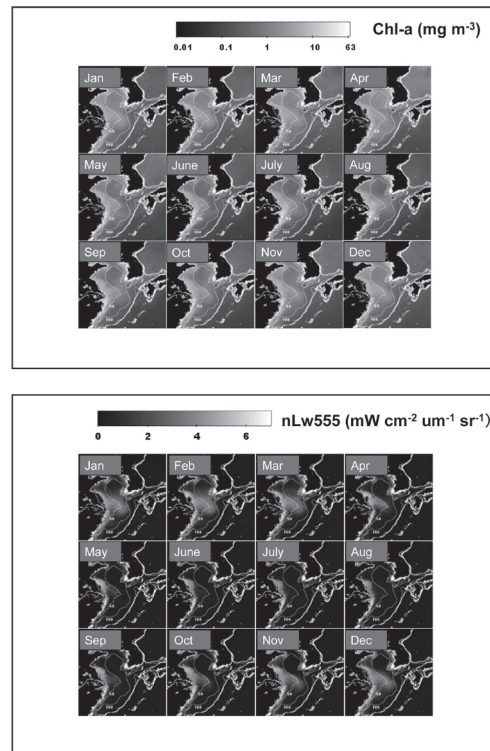 Chl-a (mg m-3)
0.01 0.1 1 10 63
Jan Feb Mar Apr
May June July Aug
Sep Oct Nov Dec
nLw555 (mW cm-2 um-1 sr-1)
0 2 4 6
Jan Feb Mar Apr
May June July Aug
Sep Oct Nov Dec